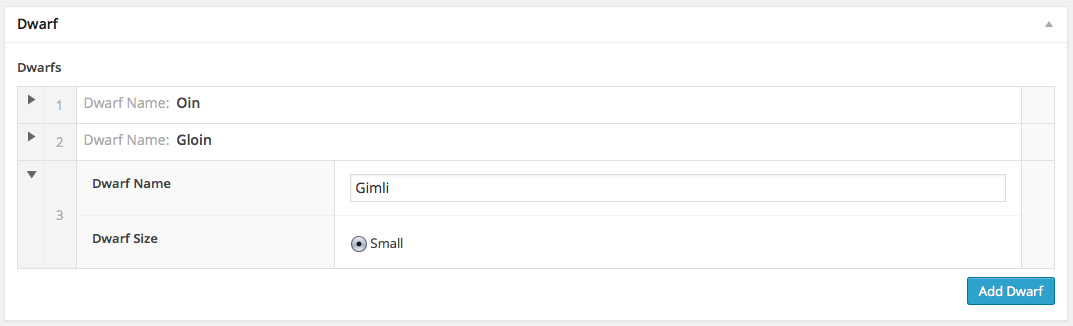 Dwarf
Dwarfs
1 Dwarf Name: Oin
2 Dwarf Name: Gloin
Dwarf Name Gimli
3
Dwarf Size Small
Add Dwarf